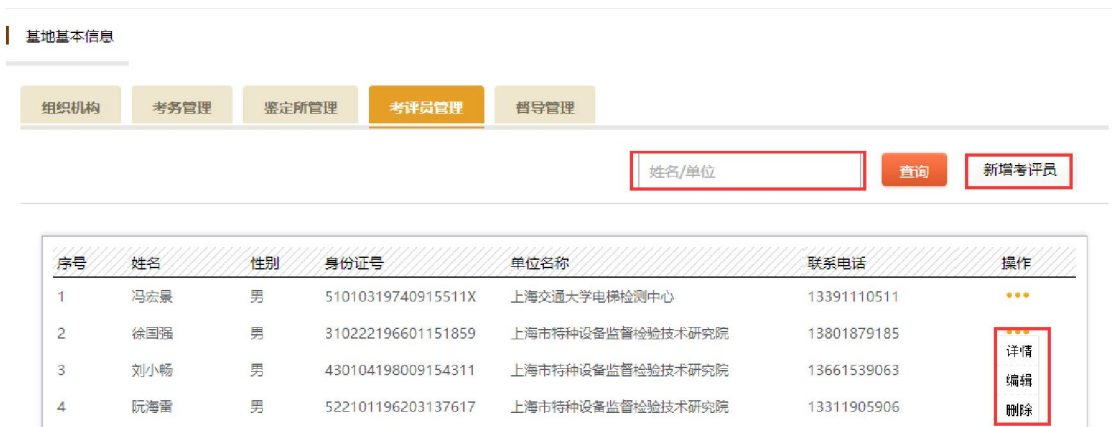 基地基本信息
组织机构 考务管理 鉴定所管理 考评员管理 督导管理
姓名/单位 查询 新增考评员
序号 姓名 性别 身份证号 单位名称 联系电话 操作
1 冯宏景 男 51010319740915511X 上海交通大学电梯检测中心 13391110511
2 徐国强 男 310222196601151859 上海市特种设备监督检验技术研究院 13801879185
详情
3 刘小畅 男 430104198009154311 上海市特种设备监督检验技术研究院 13661539063
编辑
4 阮海雷 男 522101196203137617 上海市特种设备监督检验技术研究院 13311905906
删除